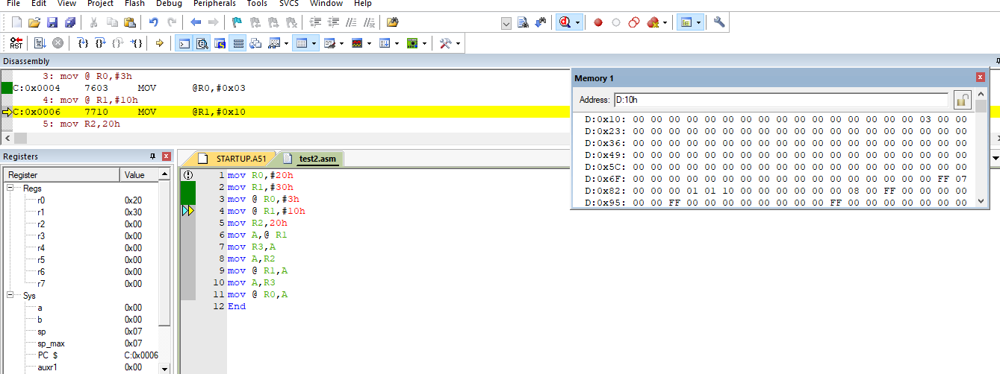 File Edit View Project Flash Debug Peripherals Tools SVCS Window Help
RST
Disassembly
3: mov @ R0,#3h
C:0x0004 7603 MOV @R0,#0x03
4: mov @ R1,#10h
C:0x0006 7710 MOV @R1,#0x10
5: mov R2,20h
Memory 1
Address: D:10h
D:0x10: 00 00 00 00 00 00 00 00 00 00 00 00 00 00 00 00 03 00 00
D:0x23: 00 00 00 00 00 00 00 00 00 00 00 00 00 00 00 00 00 00 00
D:0x36: 00 00 00 00 00 00 00 00 00 00 00 00 00 00 00 00 00 00 00
D:0x49: 00 00 00 00 00 00 00 00 00 00 00 00 00 00 00 00 00 00 00
D:0x5C: 00 00 00 00 00 00 00 00 00 00 00 00 00 00 00 00 00 00 00
D:0x6F: 00 00 00 00 00 00 00 00 00 00 00 00 00 00 00 00 00 FF 07
D:0x82: 00 00 00 01 01 10 00 00 00 00 00 00 08 00 FF 00 00 00 00
D:0x95: 00 00 FF 00 00 00 00 00 00 00 00 FF 00 00 00 00 00 00 00
Registers
Register Value
Regs
r0 0x20
r1 0x30
r2 0x00
r3 0x00
r4 0x00
r5 0x00
r6 0x00
r7 0x00
Sys
a 0x00
b 0x00
sp 0x07
sp_max 0x07
PC $ C:0x0006
auxr1 0x00
STARTUP.A51 test2.asm
1 mov R0,#20h
2 mov R1,#30h
3 mov @ R0,#3h
4 mov @ R1,#10h
5 mov R2,20h
6 mov A,@ R1
7 mov R3,A
8 mov A,R2
9 mov @ R1,A
10 mov A,R3
11 mov @ R0,A
12 End